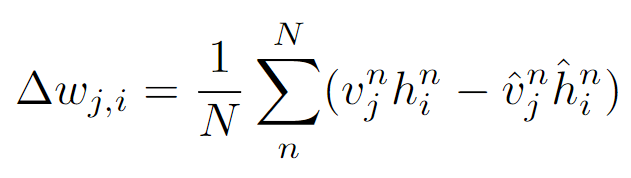 Δw_{j,i} = \frac{1}{N} \sum_{n}^{N} (v_j^n h_i^n - \hat{v}_j^n \hat{h}_i^n)